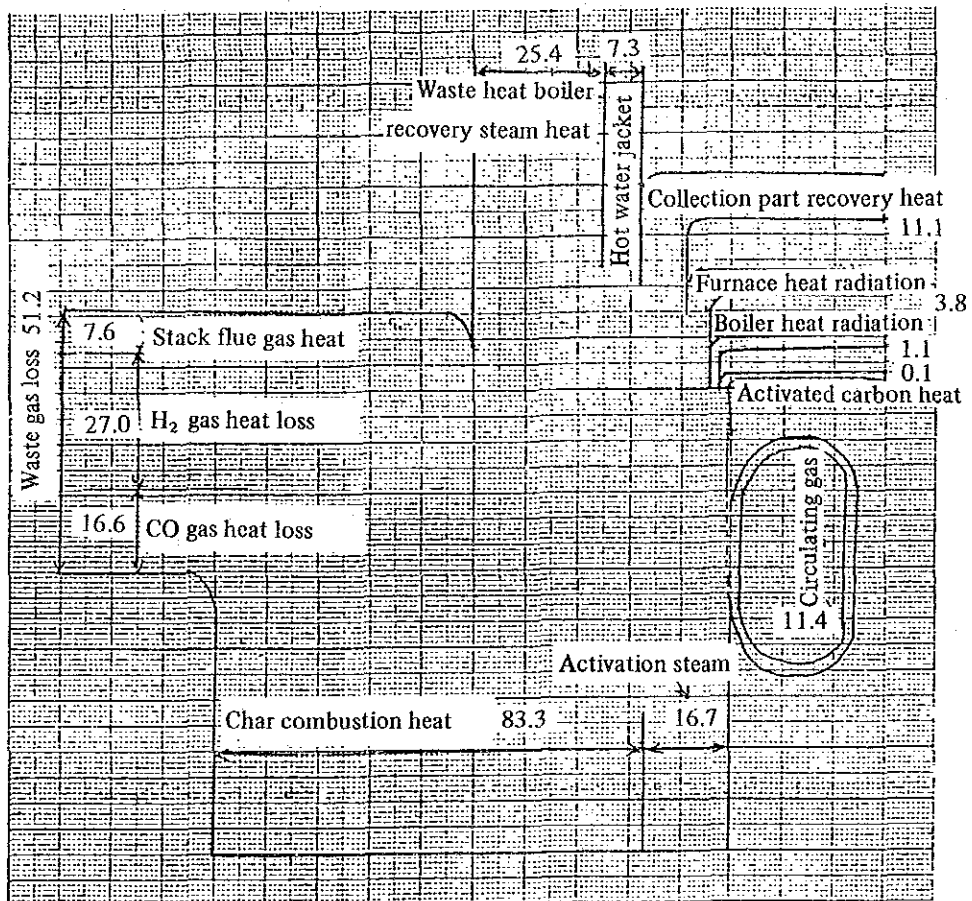 25.4
7.3
Waste heat boiler
recovery steam heat
Hot water jacket
Collection part recovery heat
11.1
Furnace heat radiation
3.8
Boiler heat radiation
1.1
0.1
Activated carbon heat
Waste gas loss 51.2
7.6
Stack flue gas heat
27.0
H₂ gas heat loss
16.6
CO gas heat loss
Circulating gas
11.4
Activation steam
Char combustion heat
83.3
16.7